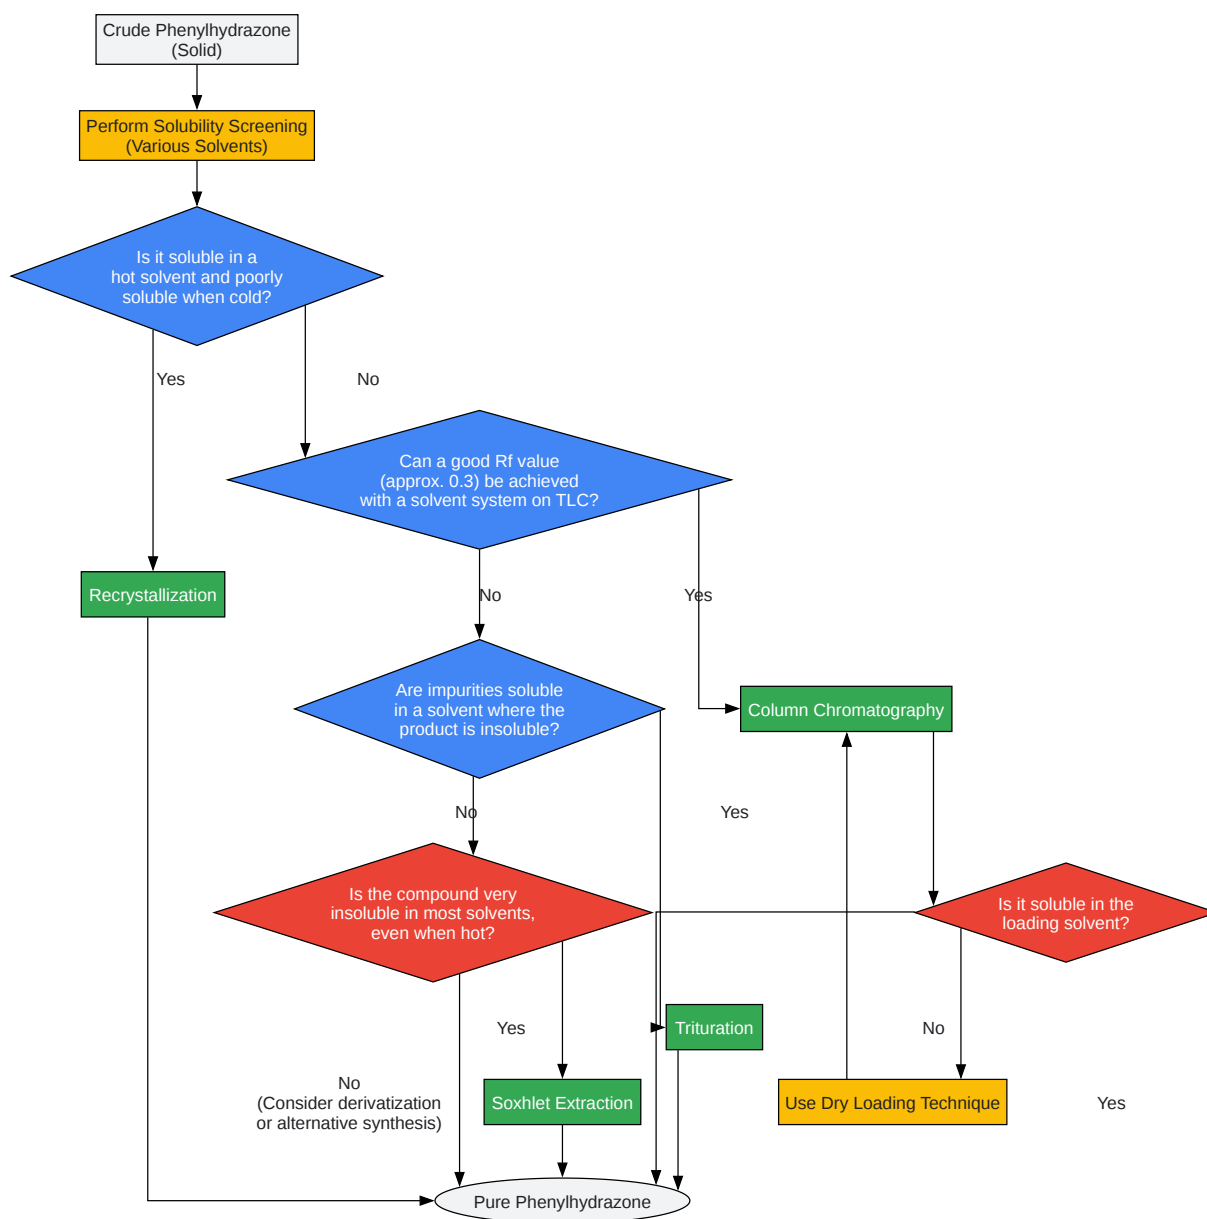 Crude Phenylhydrazone
(Solid)
Perform Solubility Screening
(Various Solvents)
Is it soluble in a
hot solvent and poorly
soluble when cold?
Yes
No
Can a good Rf value
(approx. 0.3) be achieved
with a solvent system on TLC?
Recrystallization
No
Yes
Are impurities soluble
in a solvent where the
product is insoluble?
Column Chromatography
No
Yes
Is the compound very
insoluble in most solvents,
even when hot?
Is it soluble in the
loading solvent?
Yes
Trituration
No
No
(Consider derivatization
or alternative synthesis)
Soxhlet Extraction
Use Dry Loading Technique
Yes
Pure Phenylhydrazone